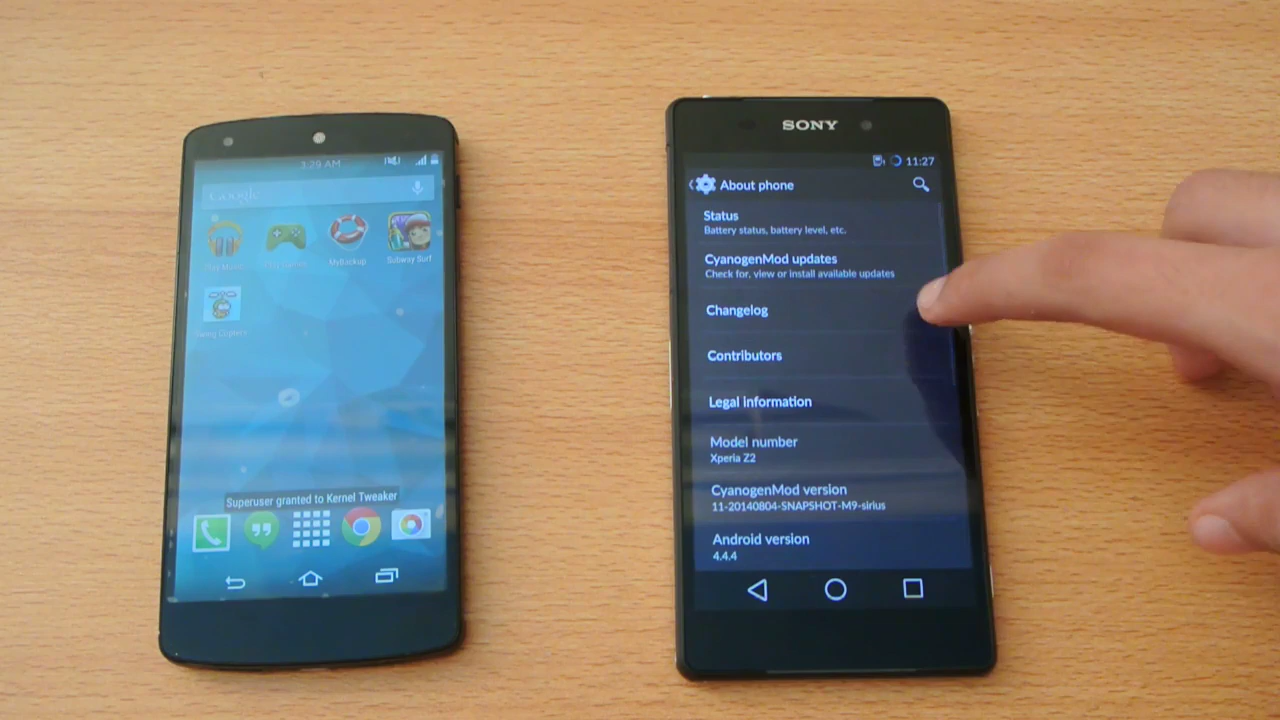 3:29 AM
Google
Play Music
Play Games
MyBackup
Subway Surf
Swing Copters
Superuser granted to Kernel Tweaker
SONY
11:27
About phone
Status
Battery status, battery level, etc.
CyanogenMod updates
Check for, view or install available updates
Changelog
Contributors
Legal information
Model number
Xperia Z2
CyanogenMod version
11-20140804-SNAPSHOT-M9-sirius
Android version
4.4.4